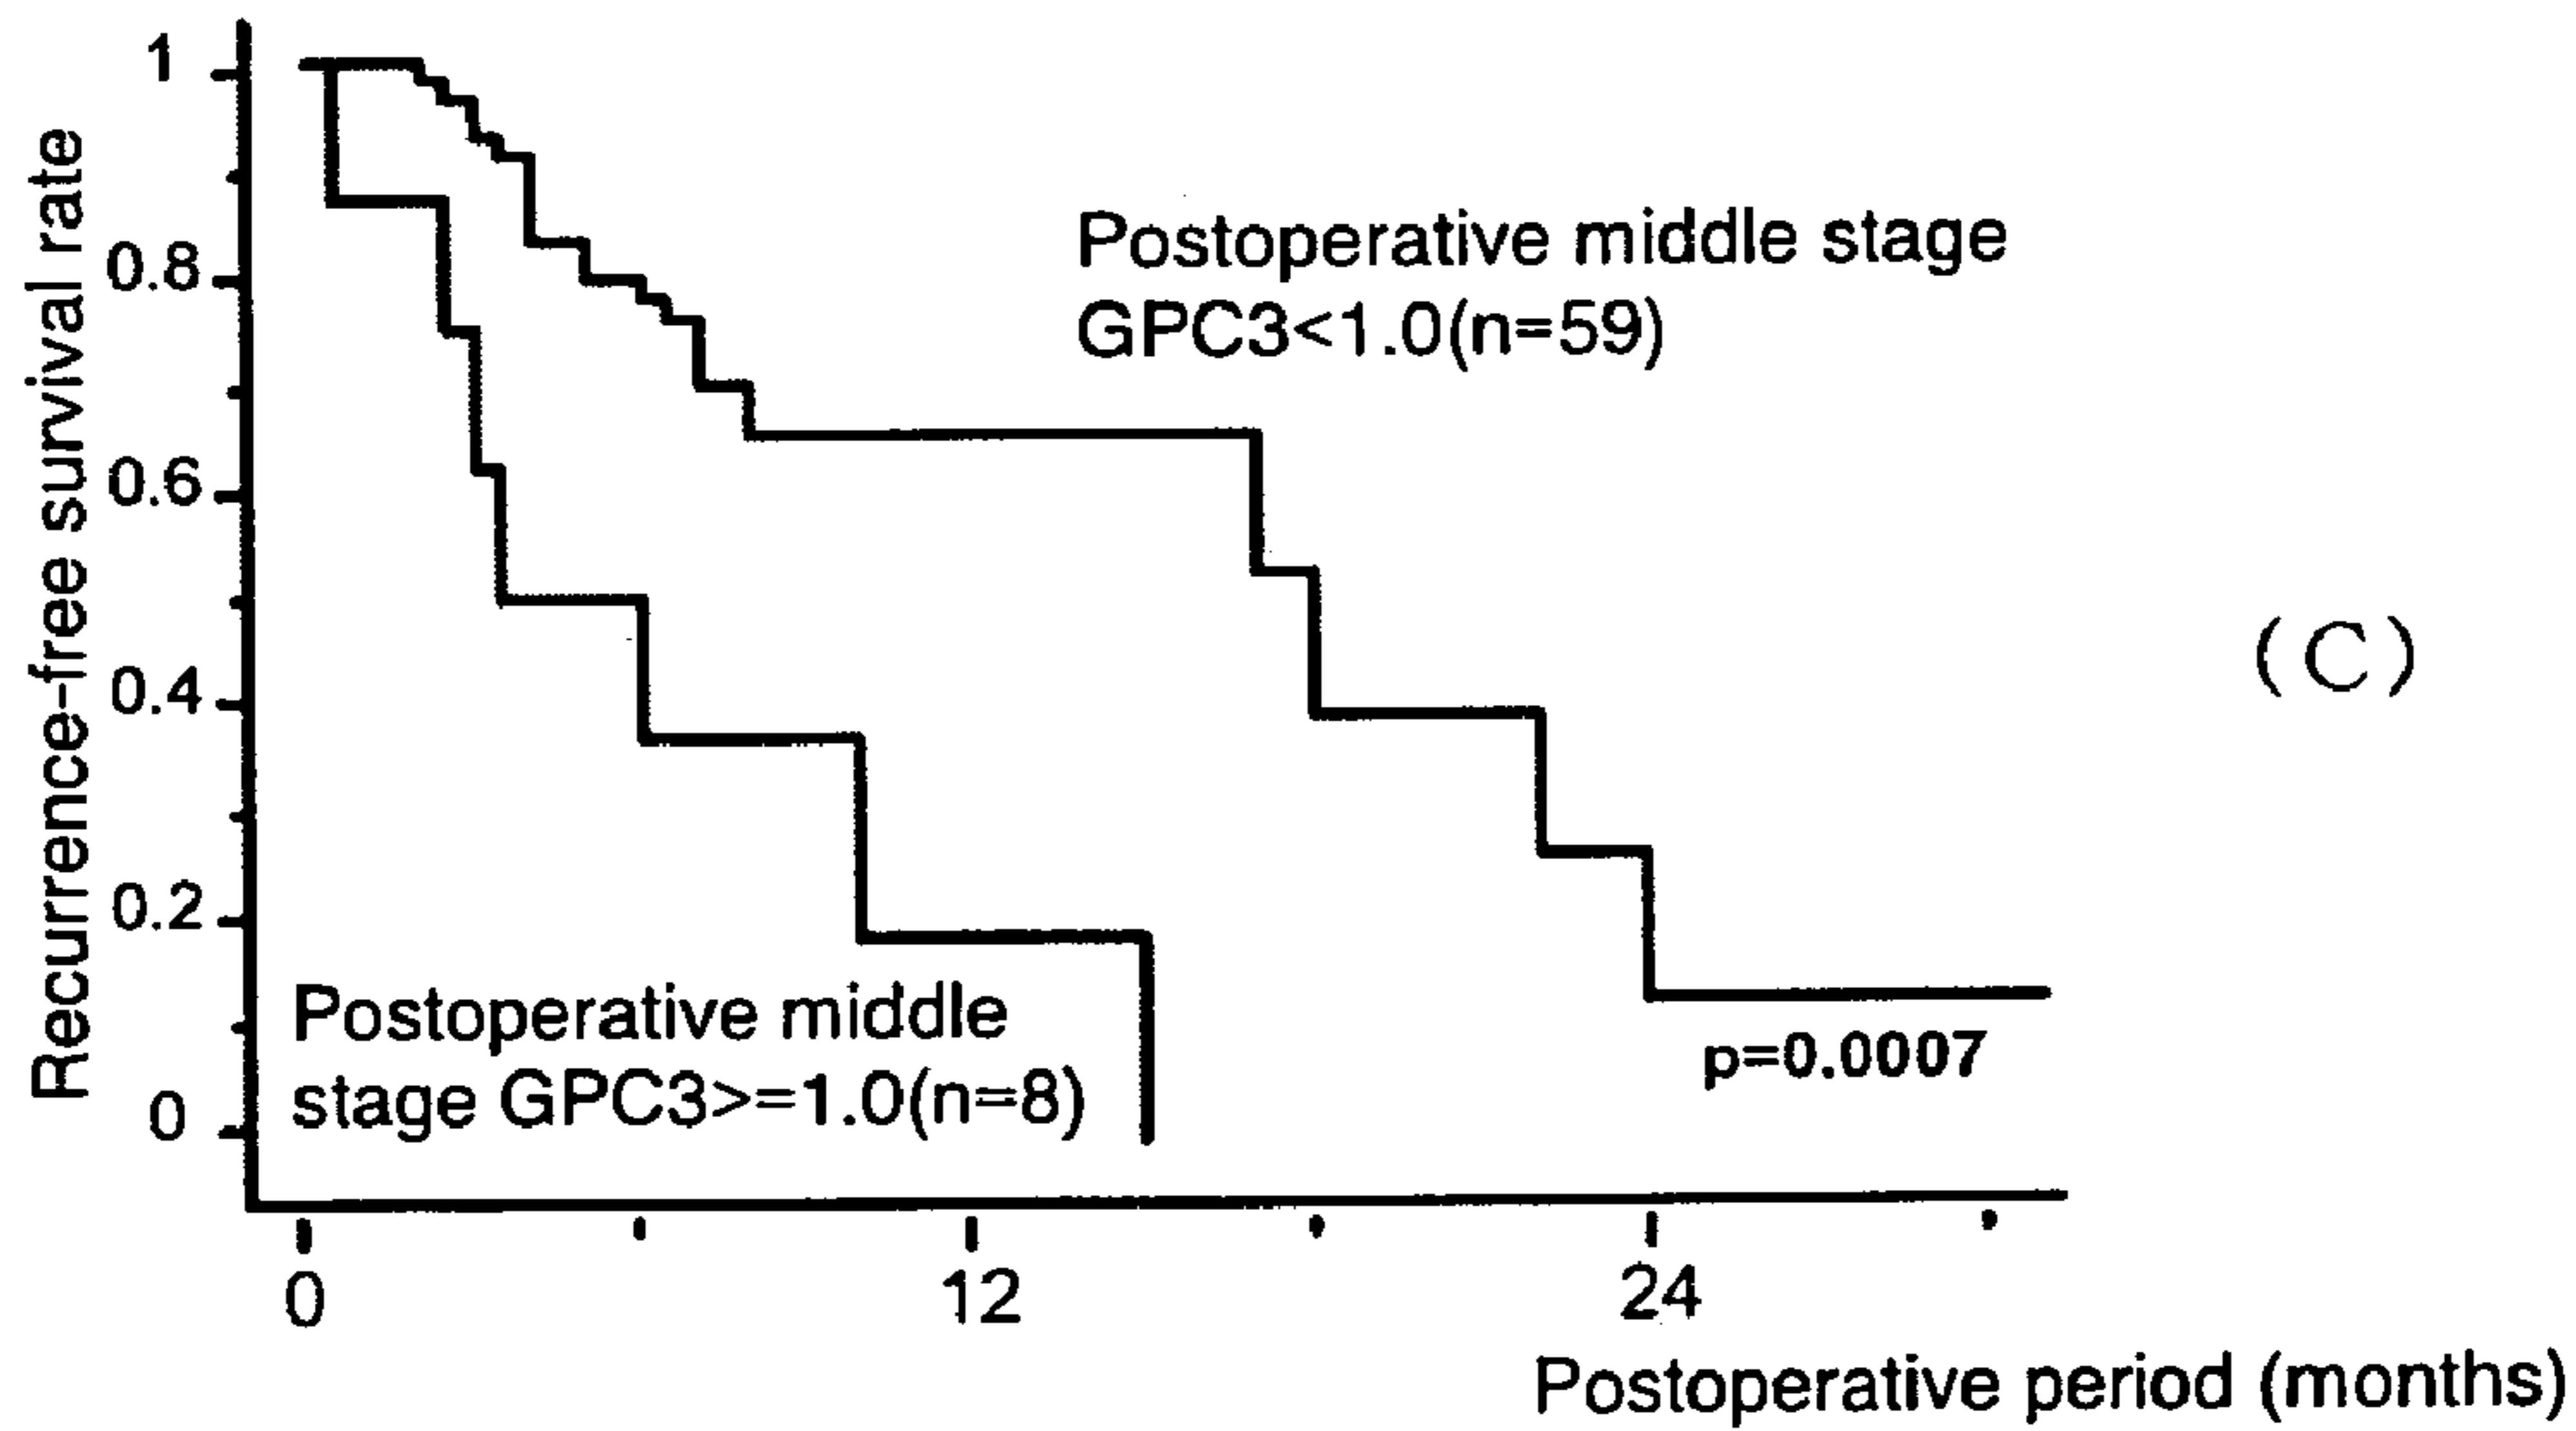 Recurrence-free survival rate
1
0.8
0.6
0.4
0.2
0
Postoperative middle stage
GPC3<1.0(n=59)
(C)
Postoperative middle
stage GPC3>=1.0(n=8)
p=0.0007
0 12 24
Postoperative period (months)